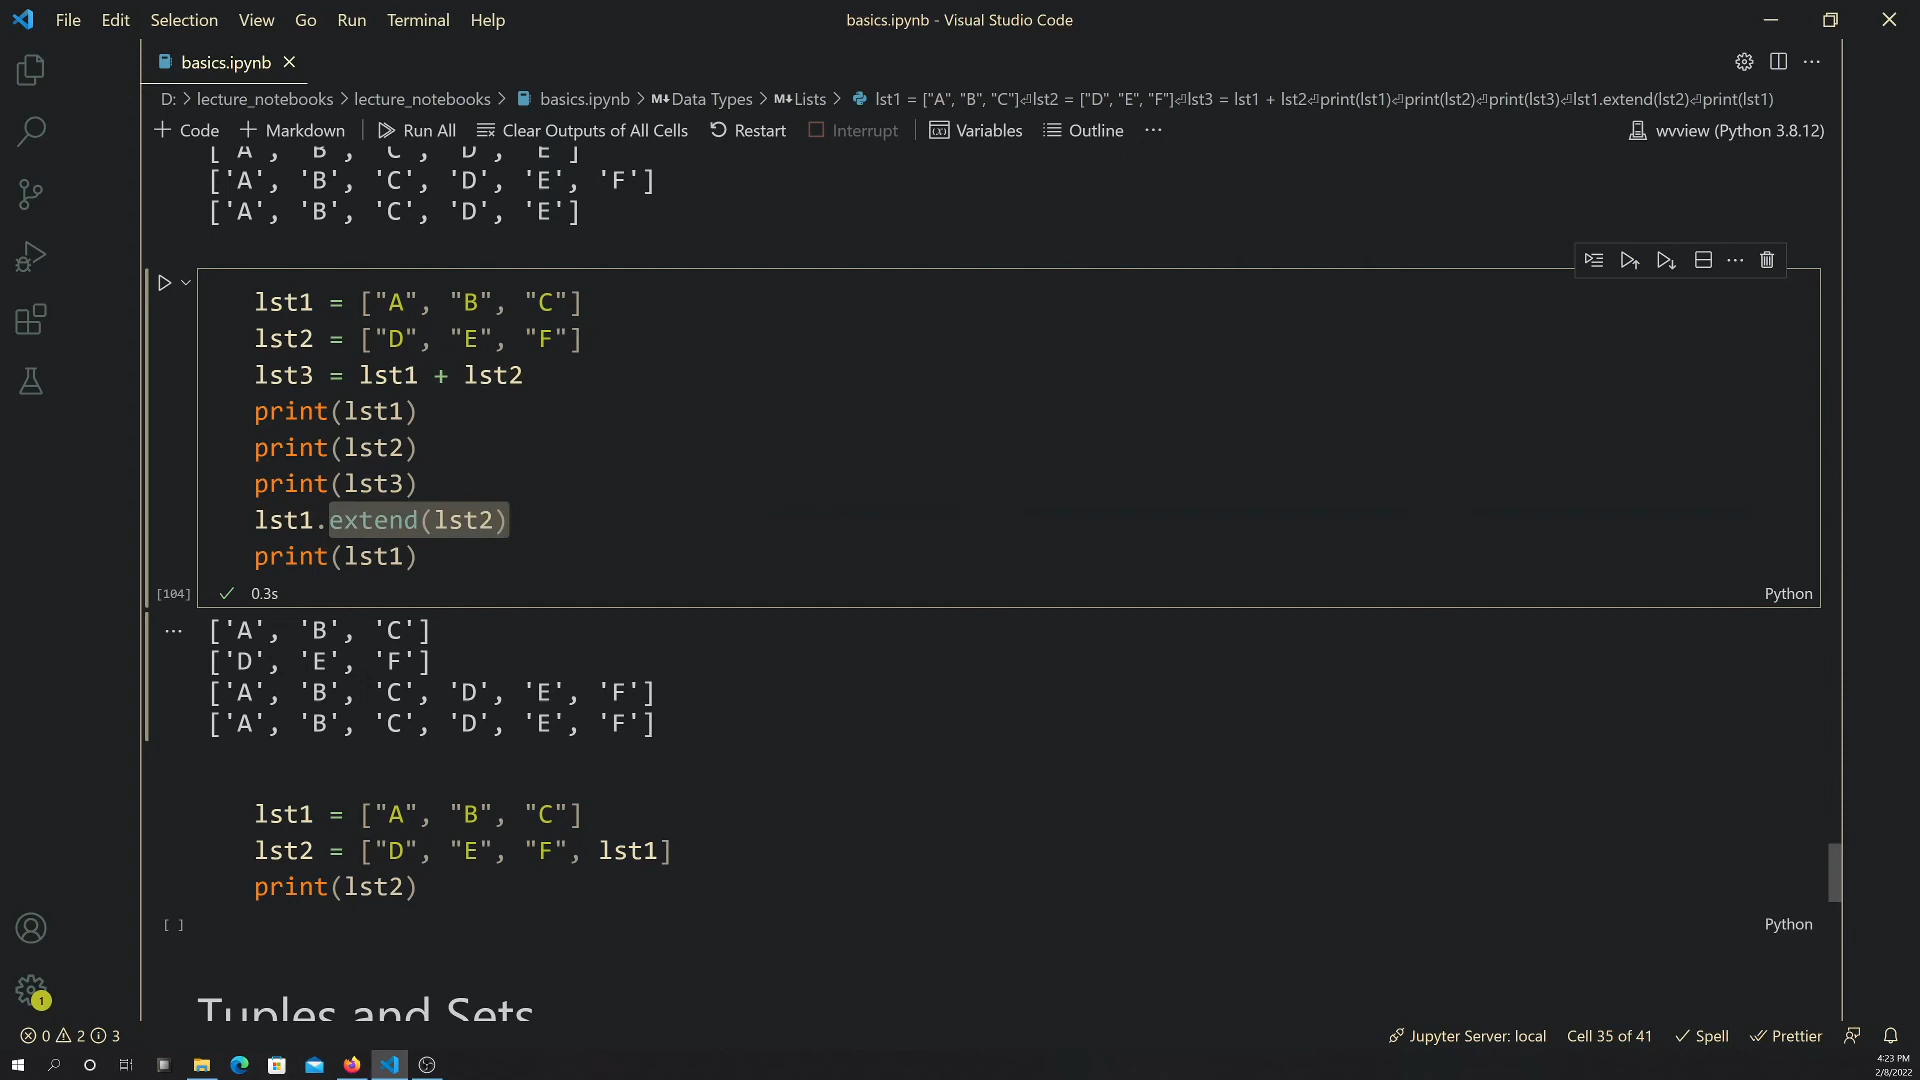 File Edit Selection View Go Run Terminal Help
basics.ipynb - Visual Studio Code
basics.ipynb
D: > lecture_notebooks > lecture_notebooks > basics.ipynb > M↓Data Types > M↓Lists > lst1 = ["A", "B", "C"]⏎lst2 = ["D", "E", "F"]⏎lst3 = lst1 + lst2⏎print(lst1)⏎print(lst2)⏎print(lst3)⏎lst1.extend(lst2)⏎print(lst1)
+ Code + Markdown Run All Clear Outputs of All Cells Restart Interrupt Variables Outline ... wvview (Python 3.8.12)
['A', 'B', 'C', 'D', 'E']
['A', 'B', 'C', 'D', 'E', 'F']
['A', 'B', 'C', 'D', 'E']
lst1 = ["A", "B", "C"]
lst2 = ["D", "E", "F"]
lst3 = lst1 + lst2
print(lst1)
print(lst2)
print(lst3)
lst1.extend(lst2)
print(lst1)
[104] 0.3s Python
['A', 'B', 'C']
['D', 'E', 'F']
['A', 'B', 'C', 'D', 'E', 'F']
['A', 'B', 'C', 'D', 'E', 'F']
lst1 = ["A", "B", "C"]
lst2 = ["D", "E", "F", lst1]
print(lst2)
[ ] Python
Tuples and Sets
1
0 2 3 Jupyter Server: local Cell 35 of 41 Spell Prettier
4:23 PM
2/8/2022